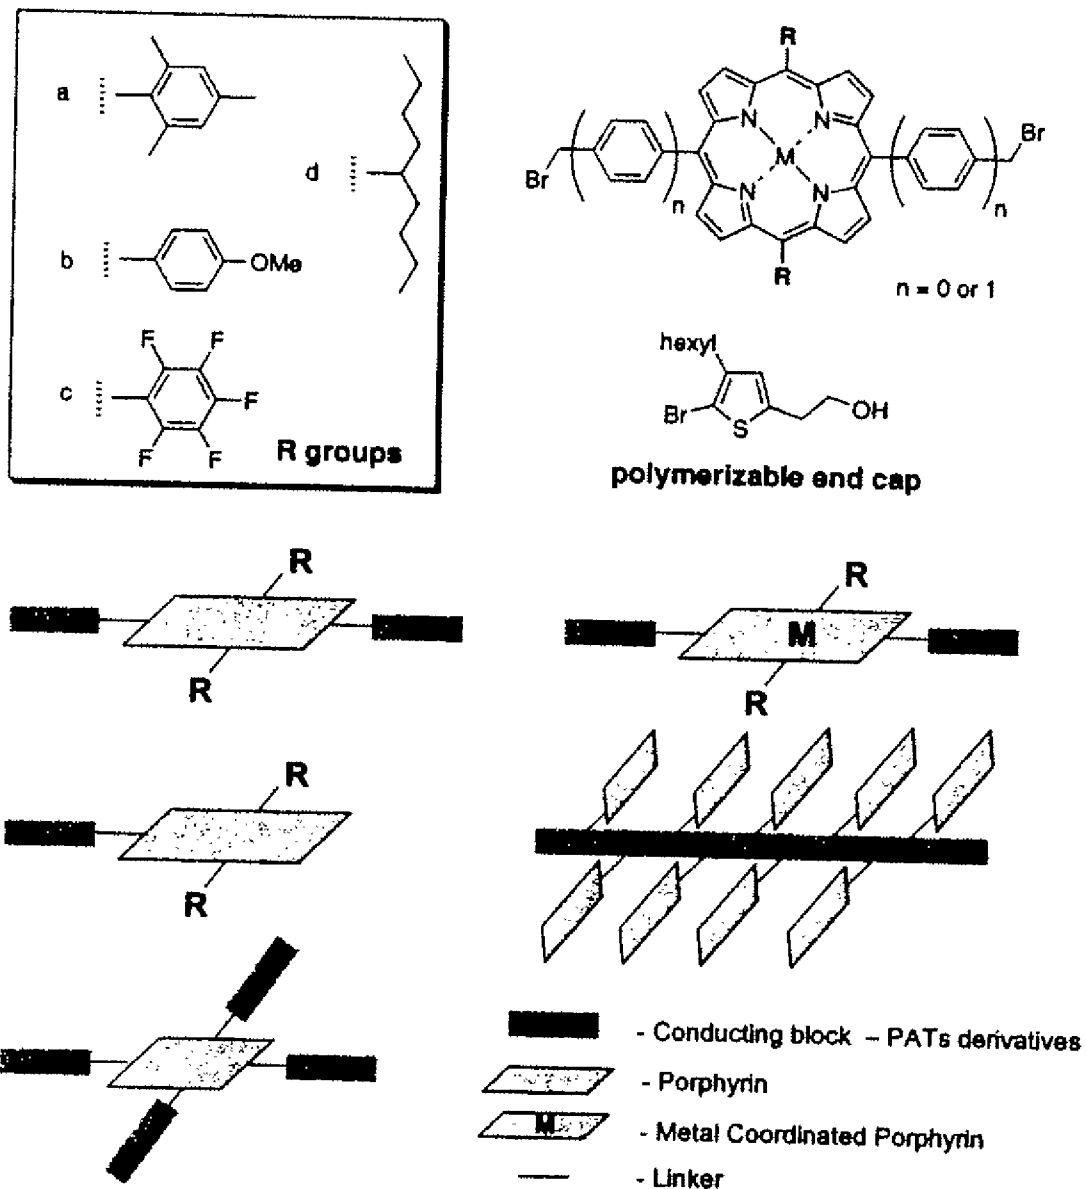 a
d
b
OMe
c
F
F
F
F
F
R groups
R
N
N
M
N
N
R
Br
n
Br
n
n = 0 or 1
hexyl
Br
S
OH
polymerizable end cap
R
R
R
M
R
R
R
- Conducting block – PATs derivatives
- Porphyrin
M
- Metal Coordinated Porphyrin
- Linker